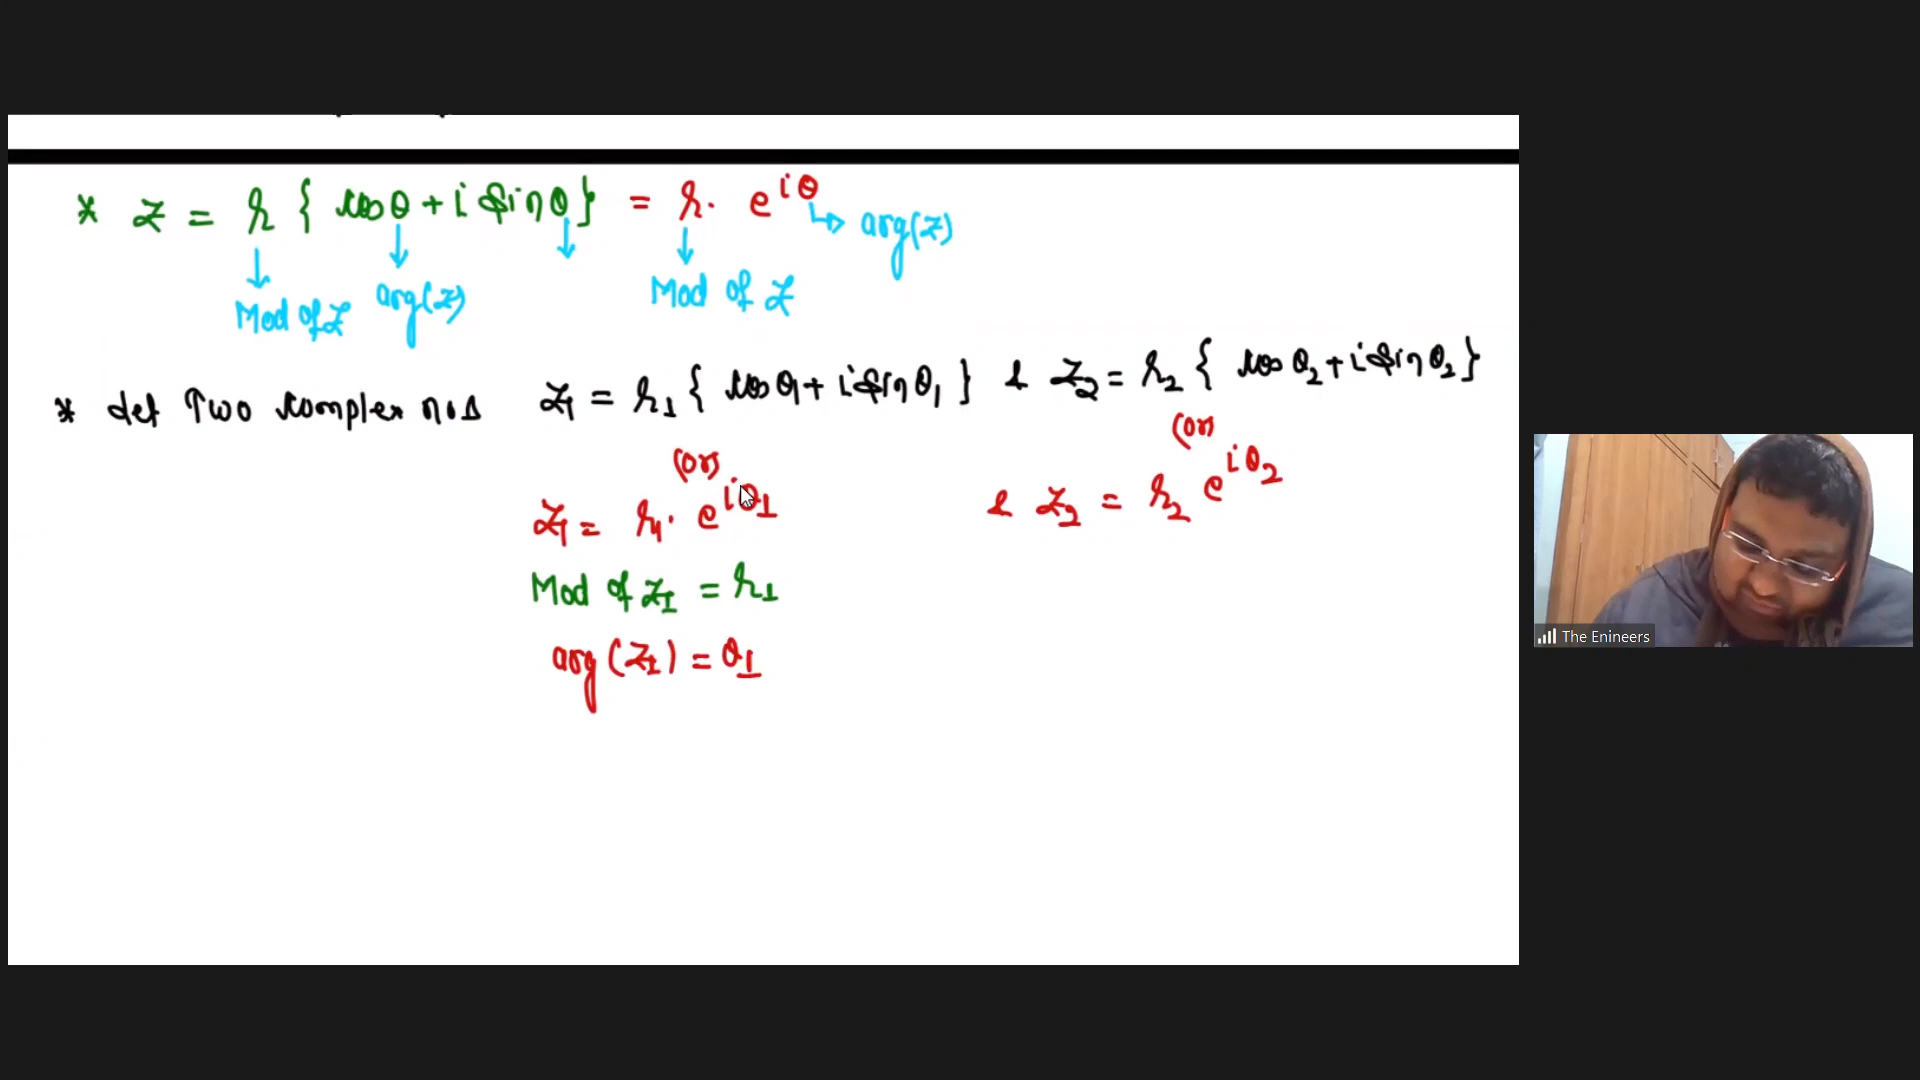 * z = r { cosθ + i sinθ } = r. e^{iθ}
↳ arg(z)
Mod of z arg(z) Mod of z
* Let Two complex nos z1 = r1 { cosθ1 + i sinθ1 } & z2 = r2 { cosθ2 + i sinθ2 }
(or) (or)
z1 = r1. e^{iθ1} & z2 = r2 e^{iθ2}
Mod of z1 = r1
arg(z1) = θ1
The Enineers